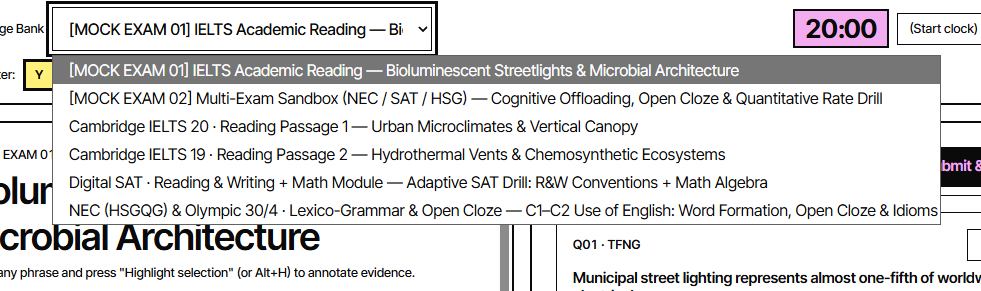 ge Bank
[MOCK EXAM 01] IELTS Academic Reading — Bi
20:00
(Start clock)
ter:
Y
[MOCK EXAM 01] IELTS Academic Reading — Bioluminescent Streetlights & Microbial Architecture
[MOCK EXAM 02] Multi-Exam Sandbox (NEC / SAT / HSG) — Cognitive Offloading, Open Cloze & Quantitative Rate Drill
Cambridge IELTS 20 · Reading Passage 1 — Urban Microclimates & Vertical Canopy
Cambridge IELTS 19 · Reading Passage 2 — Hydrothermal Vents & Chemosynthetic Ecosystems
Digital SAT · Reading & Writing + Math Module — Adaptive SAT Drill: R&W Conventions + Math Algebra
NEC (HSGQG) & Olympic 30/4 · Lexico-Grammar & Open Cloze — C1–C2 Use of English: Word Formation, Open Cloze & Idioms
EXAM 01
bmit &
olum
crobial Architecture
any phrase and press "Highlight selection" (or Alt+H) to annotate evidence.
Q01 · TFNG
Municipal street lighting represents almost one-fifth of worldw